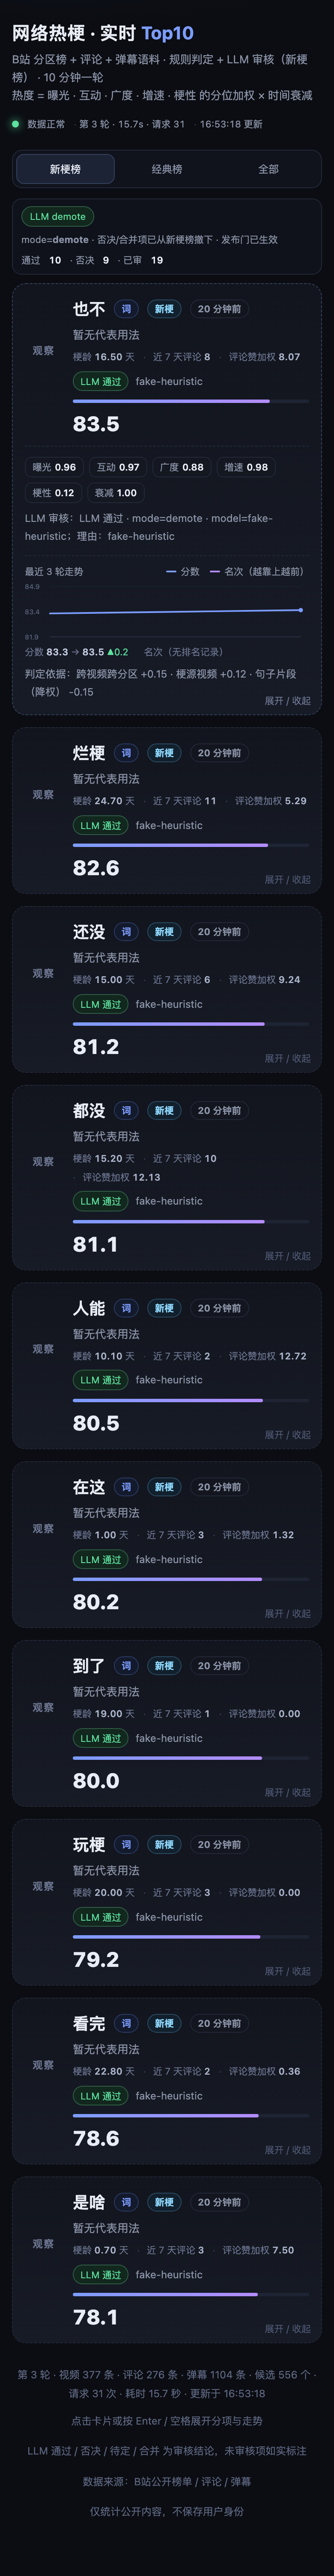 网络热梗 · 实时 Top10
B站 分区榜 + 评论 + 弹幕语料 · 规则判定 + LLM 审核（新梗
榜） · 10 分钟一轮
热度 = 曝光 · 互动 · 广度 · 增速 · 梗性 的分位加权 × 时间衰减
数据正常 · 第 3 轮 · 15.7s · 请求 31 · 16:53:18 更新
新梗榜 经典榜 全部
LLM demote
mode=demote · 否决/合并项已从新梗榜撤下 · 发布门已生效
通过 10 · 否决 9 · 已审 19
也不 词 新梗 20 分钟前
观察
暂无代表用法
梗龄 16.50 天 · 近 7 天评论 8 · 评论赞加权 8.07
LLM 通过 fake-heuristic
83.5
曝光 0.96 互动 0.97 广度 0.88 增速 0.98
梗性 0.12 衰减 1.00
LLM 审核：LLM 通过 · mode=demote · model=fake-
heuristic；理由：fake-heuristic
最近 3 轮走势 分数 名次（越靠上越前）
84.9
83.4
81.9
分数 83.3 → 83.5 ▲0.2 名次（无排名记录）
判定依据：跨视频跨分区 +0.15 · 梗源视频 +0.12 · 句子片段
（降权） -0.15
展开 / 收起
烂梗 词 新梗 20 分钟前
暂无代表用法
观察
梗龄 24.70 天 · 近 7 天评论 11 · 评论赞加权 5.29
LLM 通过 fake-heuristic
82.6
展开 / 收起
还没 词 新梗 20 分钟前
暂无代表用法
观察
梗龄 15.00 天 · 近 7 天评论 6 · 评论赞加权 9.24
LLM 通过 fake-heuristic
81.2
展开 / 收起
都没 词 新梗 20 分钟前
暂无代表用法
观察
梗龄 15.20 天 · 近 7 天评论 10
· 评论赞加权 12.13
LLM 通过 fake-heuristic
81.1
展开 / 收起
人能 词 新梗 20 分钟前
暂无代表用法
观察
梗龄 10.10 天 · 近 7 天评论 2 · 评论赞加权 12.72
LLM 通过 fake-heuristic
80.5
展开 / 收起
在这 词 新梗 20 分钟前
暂无代表用法
观察
梗龄 1.00 天 · 近 7 天评论 3 · 评论赞加权 1.32
LLM 通过 fake-heuristic
80.2
展开 / 收起
到了 词 新梗 20 分钟前
暂无代表用法
观察
梗龄 19.00 天 · 近 7 天评论 1 · 评论赞加权 0.00
LLM 通过 fake-heuristic
80.0
展开 / 收起
玩梗 词 新梗 20 分钟前
暂无代表用法
观察
梗龄 20.00 天 · 近 7 天评论 3 · 评论赞加权 0.00
LLM 通过 fake-heuristic
79.2
展开 / 收起
看完 词 新梗 20 分钟前
暂无代表用法
观察
梗龄 22.80 天 · 近 7 天评论 2 · 评论赞加权 0.36
LLM 通过 fake-heuristic
78.6
展开 / 收起
是啥 词 新梗 20 分钟前
暂无代表用法
观察
梗龄 0.70 天 · 近 7 天评论 3 · 评论赞加权 7.50
LLM 通过 fake-heuristic
78.1
展开 / 收起
第 3 轮 · 视频 377 条 · 评论 276 条 · 弹幕 1104 条 · 候选 556 个 ·
请求 31 次 · 耗时 15.7 秒 · 更新于 16:53:18
点击卡片或按 Enter / 空格展开分项与走势
LLM 通过 / 否决 / 待定 / 合并 为审核结论，未审核项如实标注
数据来源：B站公开榜单 / 评论 / 弹幕
仅统计公开内容，不保存用户身份